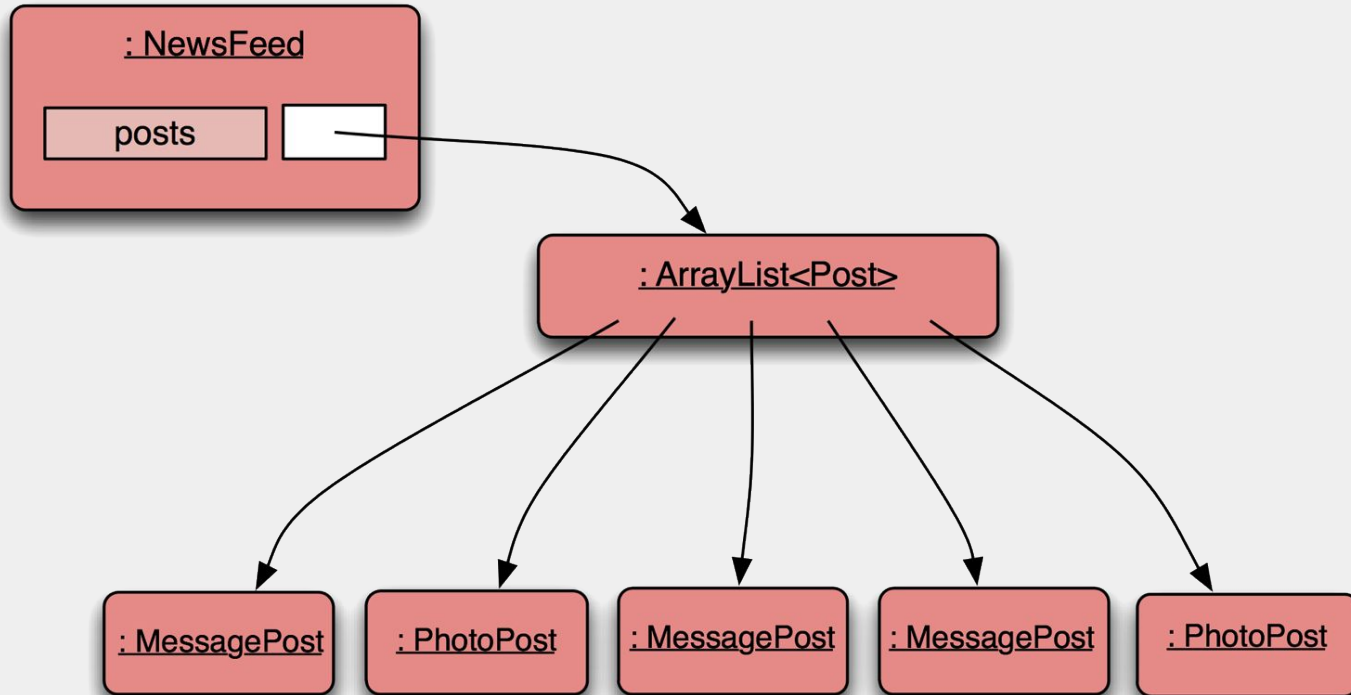 : NewsFeed
posts
: ArrayList<Post>
: MessagePost
: PhotoPost
: MessagePost
: MessagePost
: PhotoPost